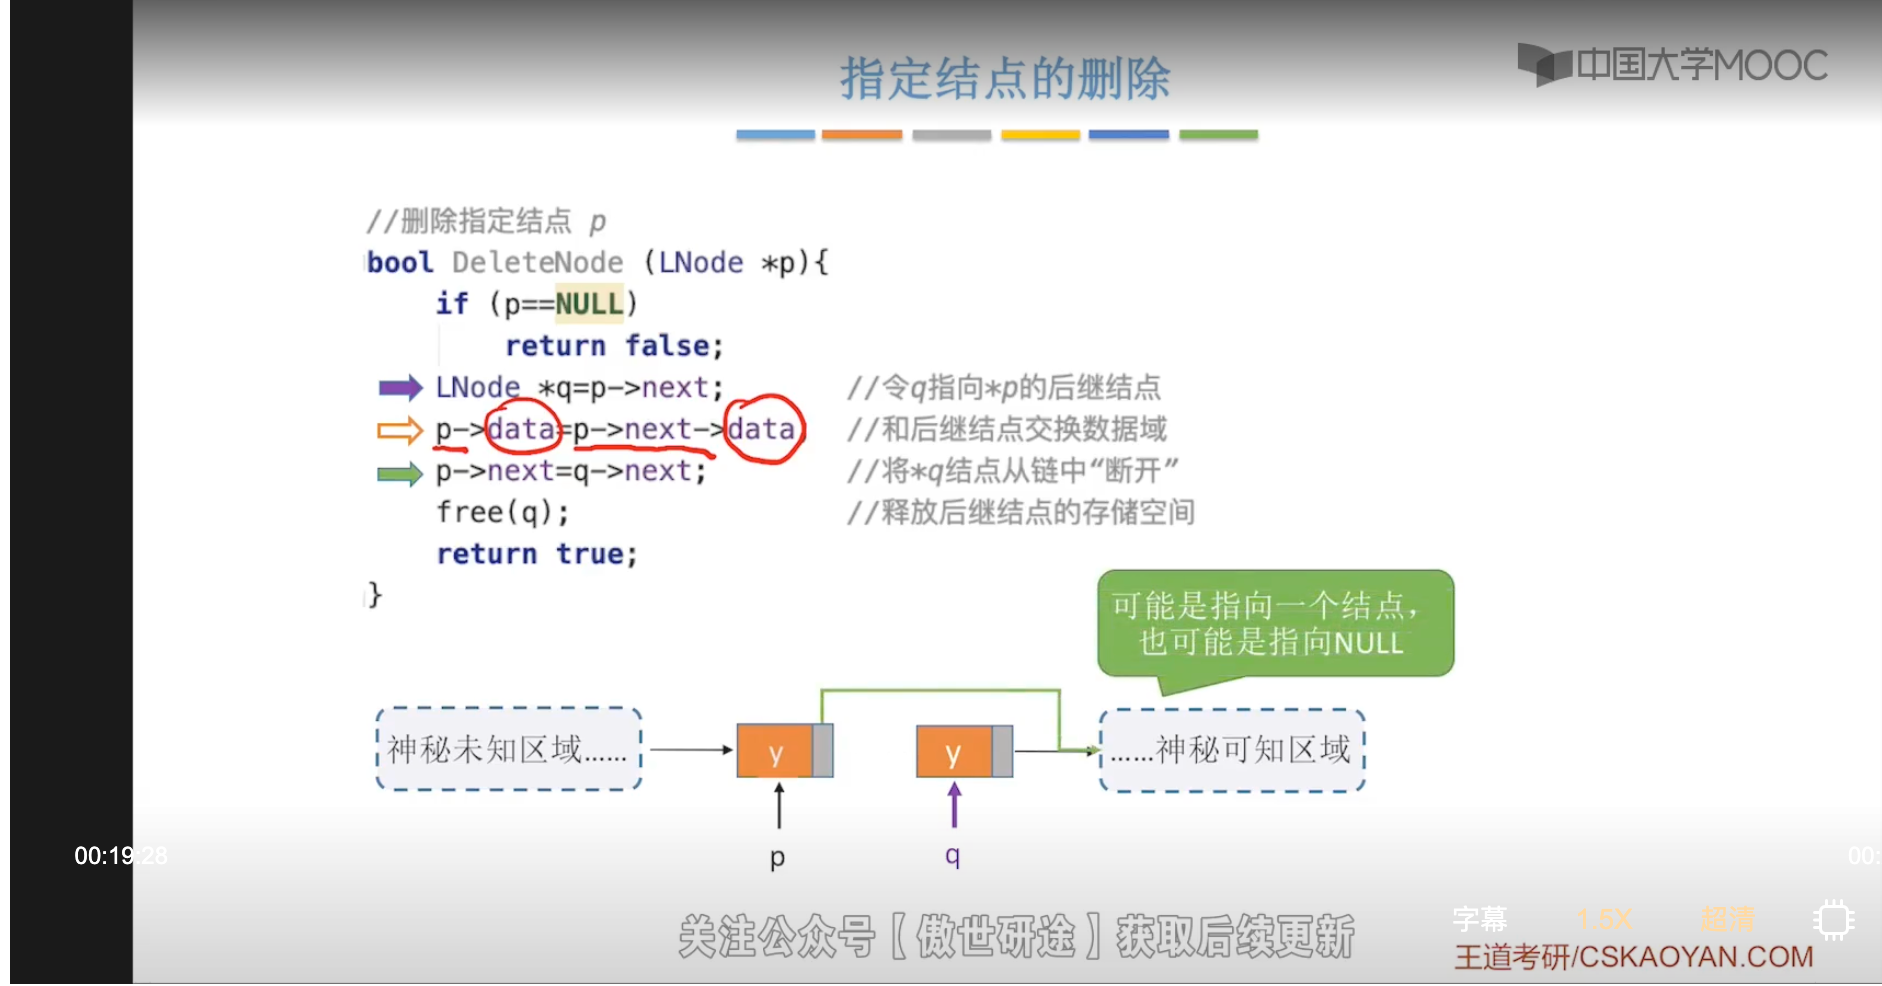 指定结点的删除
中国大学MOOC
//删除指定结点 p
bool DeleteNode (LNode *p){
if (p==NULL)
return false;
LNode *q=p->next; //令q指向*p的后继结点
p->data=p->next->data //和后继结点交换数据域
p->next=q->next; //将*q结点从链中“断开”
free(q); //释放后继结点的存储空间
return true;
}
可能是指向一个结点，
也可能是指向NULL
神秘未知区域…… y y ……神秘可知区域
p q
00:19:28 00:
字幕 1.5X 超清
关注公众号【傲世研途】获取后续更新
王道考研/CSKAOYAN.COM